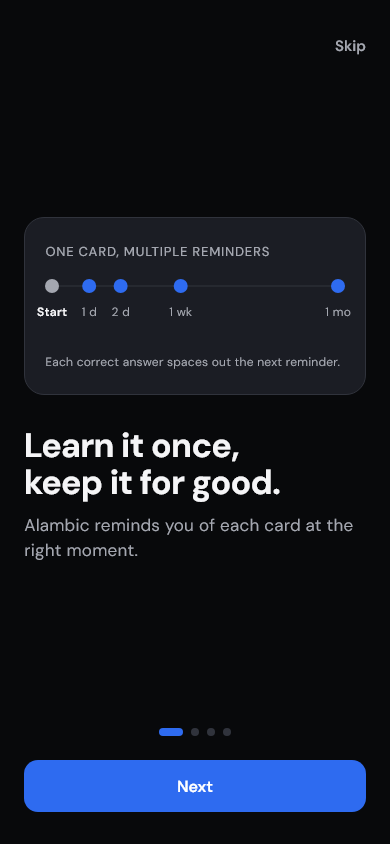 Skip
ONE CARD, MULTIPLE REMINDERS
Start 1 d 2 d 1 wk 1 mo
Each correct answer spaces out the next reminder.
Learn it once,
keep it for good.
Alambic reminds you of each card at the
right moment.
Next